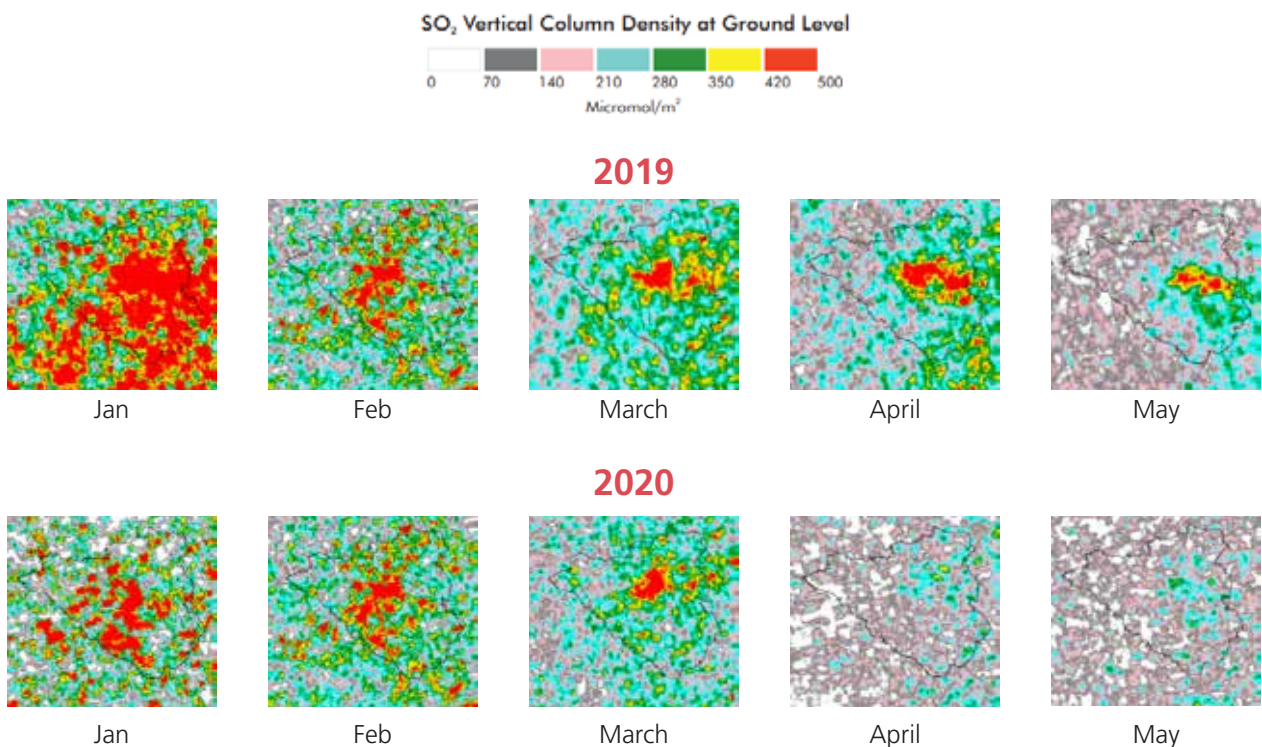 SO₂ Vertical Column Density at Ground Level
0 70 140 210 280 350 420 500
Micromol/m²
2019
Jan Feb March April May
2020
Jan Feb March April May